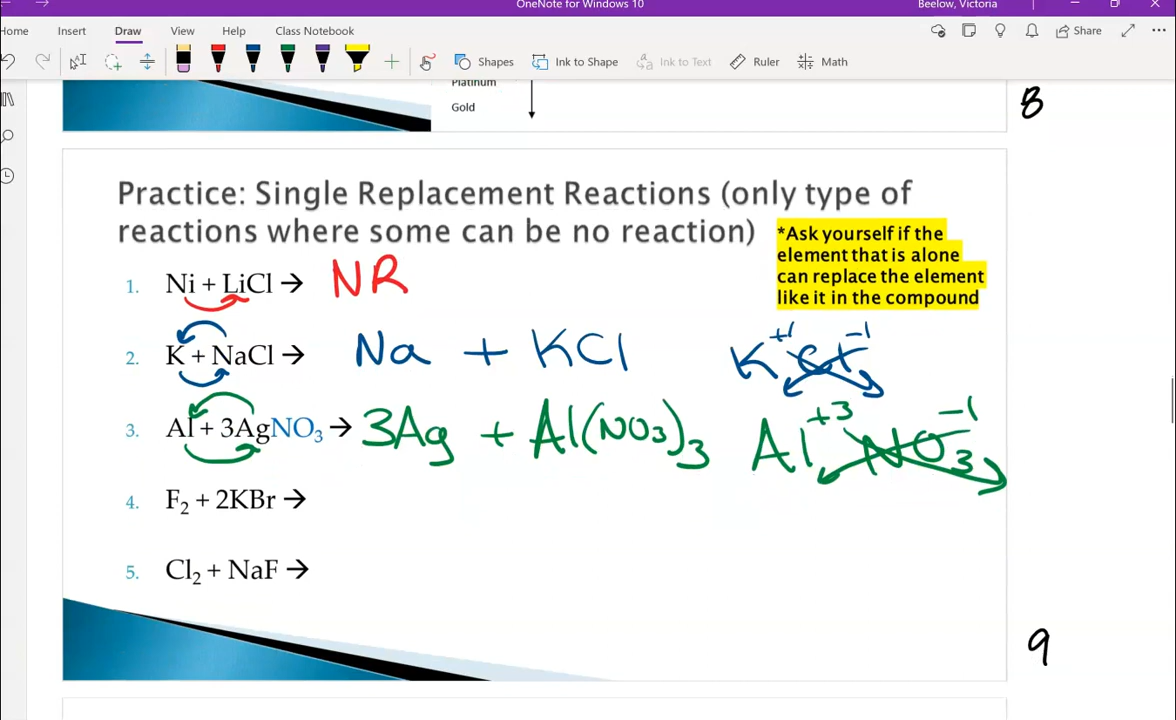 OneNote for Windows 10
Beelow, Victoria
Home Insert Draw View Help Class Notebook
Share
Shapes Ink to Shape Ink to Text Ruler Math
Platinum
Gold
8
Practice: Single Replacement Reactions (only type of
reactions where some can be no reaction)
*Ask yourself if the
element that is alone
can replace the element
like it in the compound
1. Ni + LiCl → NR
2. K + NaCl → Na + KCl K⁺¹ Cl⁻¹
3. Al + 3AgNO₃ → 3Ag + Al(NO₃)₃ Al⁺³ NO₃⁻¹
4. F₂ + 2KBr →
5. Cl₂ + NaF →
9